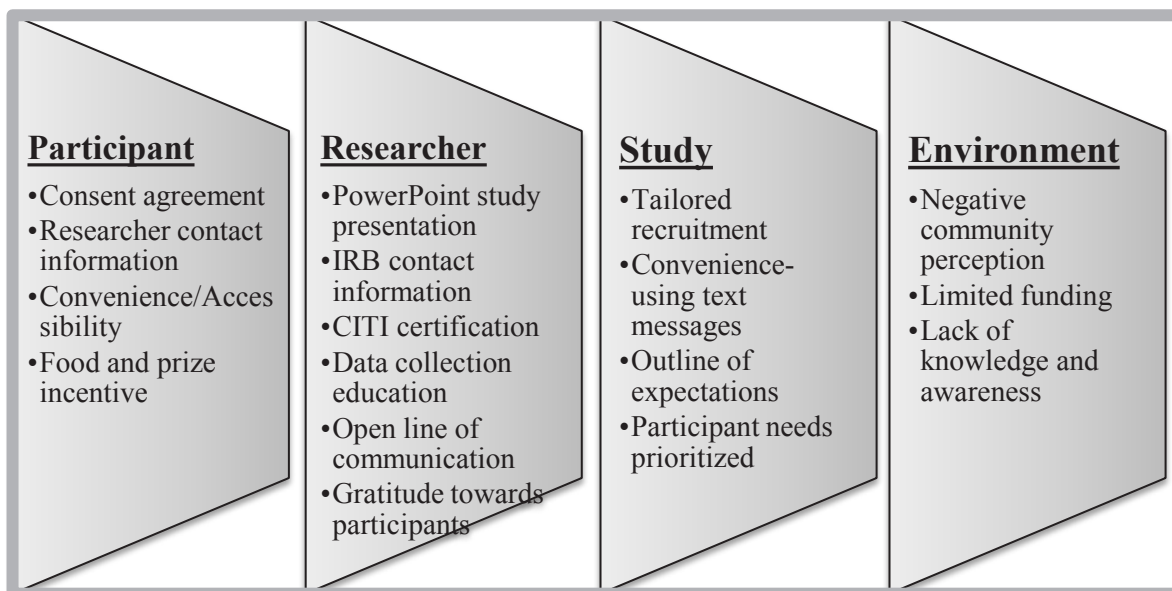 Participant
•Consent agreement
•Researcher contact
information
•Convenience/Acces
sibility
•Food and prize
incentive
Researcher
•PowerPoint study
presentation
•IRB contact
information
•CITI certification
•Data collection
education
•Open line of
communication
•Gratitude towards
participants
Study
•Tailored
recruitment
•Convenience-
using text
messages
•Outline of
expectations
•Participant needs
prioritized
Environment
•Negative
community
perception
•Limited funding
•Lack of
knowledge and
awareness